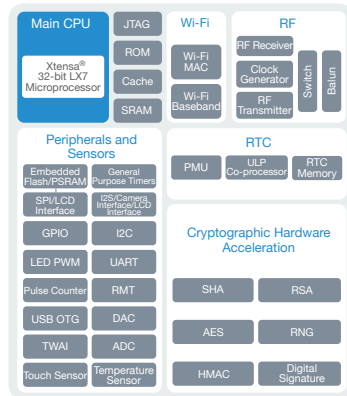 Main CPU
Xtensa®
32-bit LX7
Microprocessor
JTAG
ROM
Cache
SRAM
Wi-Fi
Wi-Fi
MAC
Wi-Fi
Baseband
RF
RF Receiver
Clock
Generator
RF
Transmitter
Switch
Balun
Peripherals and
Sensors
Embedded
Flash/PSRAM
General
Purpose Timers
SPI/LCD
Interface
I2S/Camera
Interface/LCD
Interface
GPIO
I2C
LED PWM
UART
Pulse Counter
RMT
USB OTG
DAC
TWAI
ADC
Touch Sensor
Temperature
Sensor
RTC
PMU
ULP
Co-processor
RTC
Memory
Cryptographic Hardware
Acceleration
SHA
RSA
AES
RNG
HMAC
Digital
Signature